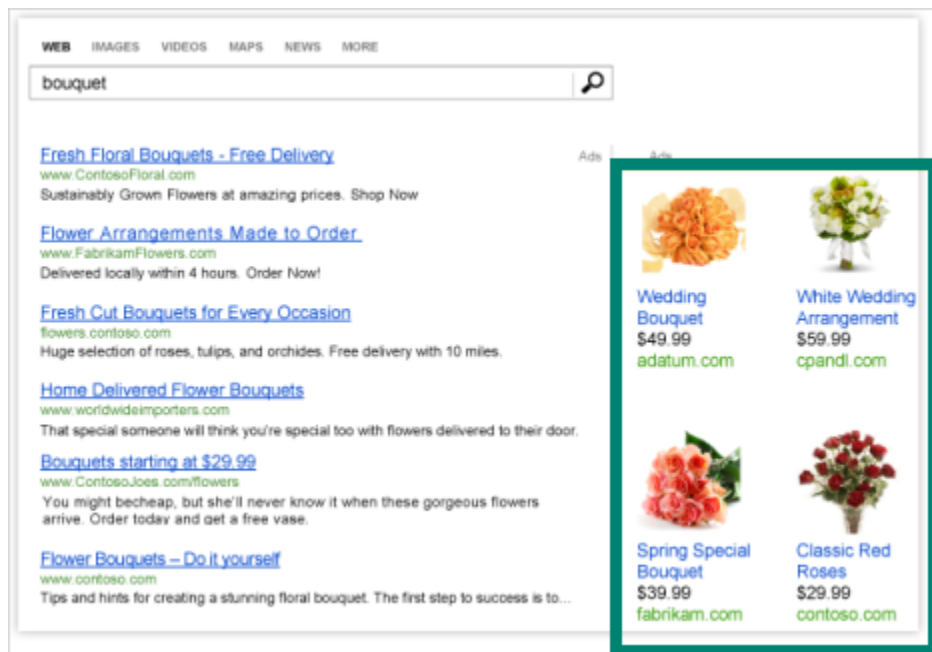 WEB IMAGES VIDEOS MAPS NEWS MORE
bouquet
Fresh Floral Bouquets - Free Delivery
Ads
www.ContosoFloral.com
Sustainably Grown Flowers at amazing prices. Shop Now
Flower Arrangements Made to Order
www.FabrikamFlowers.com
Delivered locally within 4 hours. Order Now!
Fresh Cut Bouquets for Every Occasion
flowers.contoso.com
Huge selection of roses, tulips, and orchides. Free delivery with 10 miles.
Home Delivered Flower Bouquets
www.worldwideimporters.com
That special someone will think you're special too with flowers delivered to their door.
Bouquets starting at $29.99
www.ContosoJoes.com/flowers
You might becheap, but she'll never know it when these gorgeous flowers
arrive. Order today and get a free vase.
Flower Bouquets – Do it yourself
www.contoso.com
Tips and hints for creating a stunning floral bouquet. The first step to success is to...
Ads
Wedding
Bouquet
$49.99
adatum.com
White Wedding
Arrangement
$59.99
cpandl.com
Spring Special
Bouquet
$39.99
fabrikam.com
Classic Red
Roses
$29.99
contoso.com